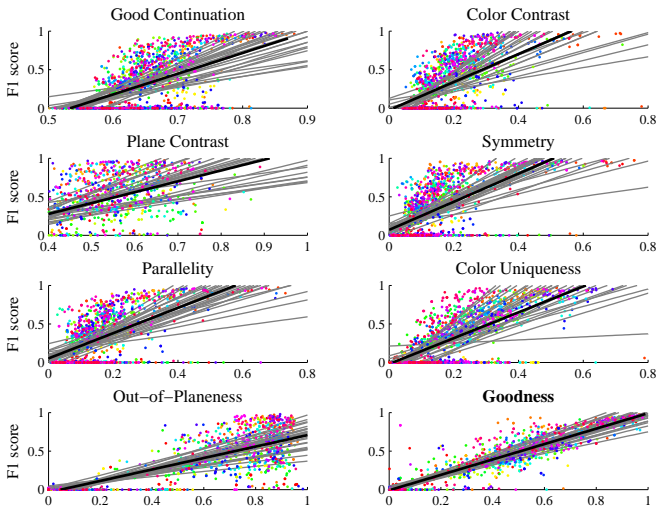 Good Continuation
Color Contrast
F1 score
1
0.5
0
0.5 0.6 0.7 0.8 0.9
1
0.5
0
0 0.2 0.4 0.6 0.8
Plane Contrast
Symmetry
F1 score
1
0.5
0
0.4 0.5 0.6 0.7 0.8 0.9 1
1
0.5
0
0 0.2 0.4 0.6 0.8
Parallelity
Color Uniqueness
F1 score
1
0.5
0
0 0.2 0.4 0.6 0.8
1
0.5
0
0 0.2 0.4 0.6 0.8
Out−of−Planeness
Goodness
F1 score
1
0.5
0
0 0.2 0.4 0.6 0.8 1
1
0.5
0
0 0.2 0.4 0.6 0.8 1